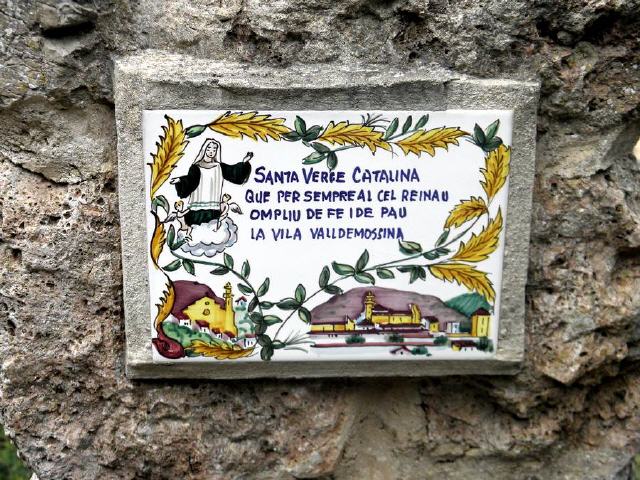 SANTA VERGE CATALINA
QUE PER SEMPRE AL CEL REINAU
OMPLIU DE FE I DE PAU
LA VILA VALLDEMOSSINA